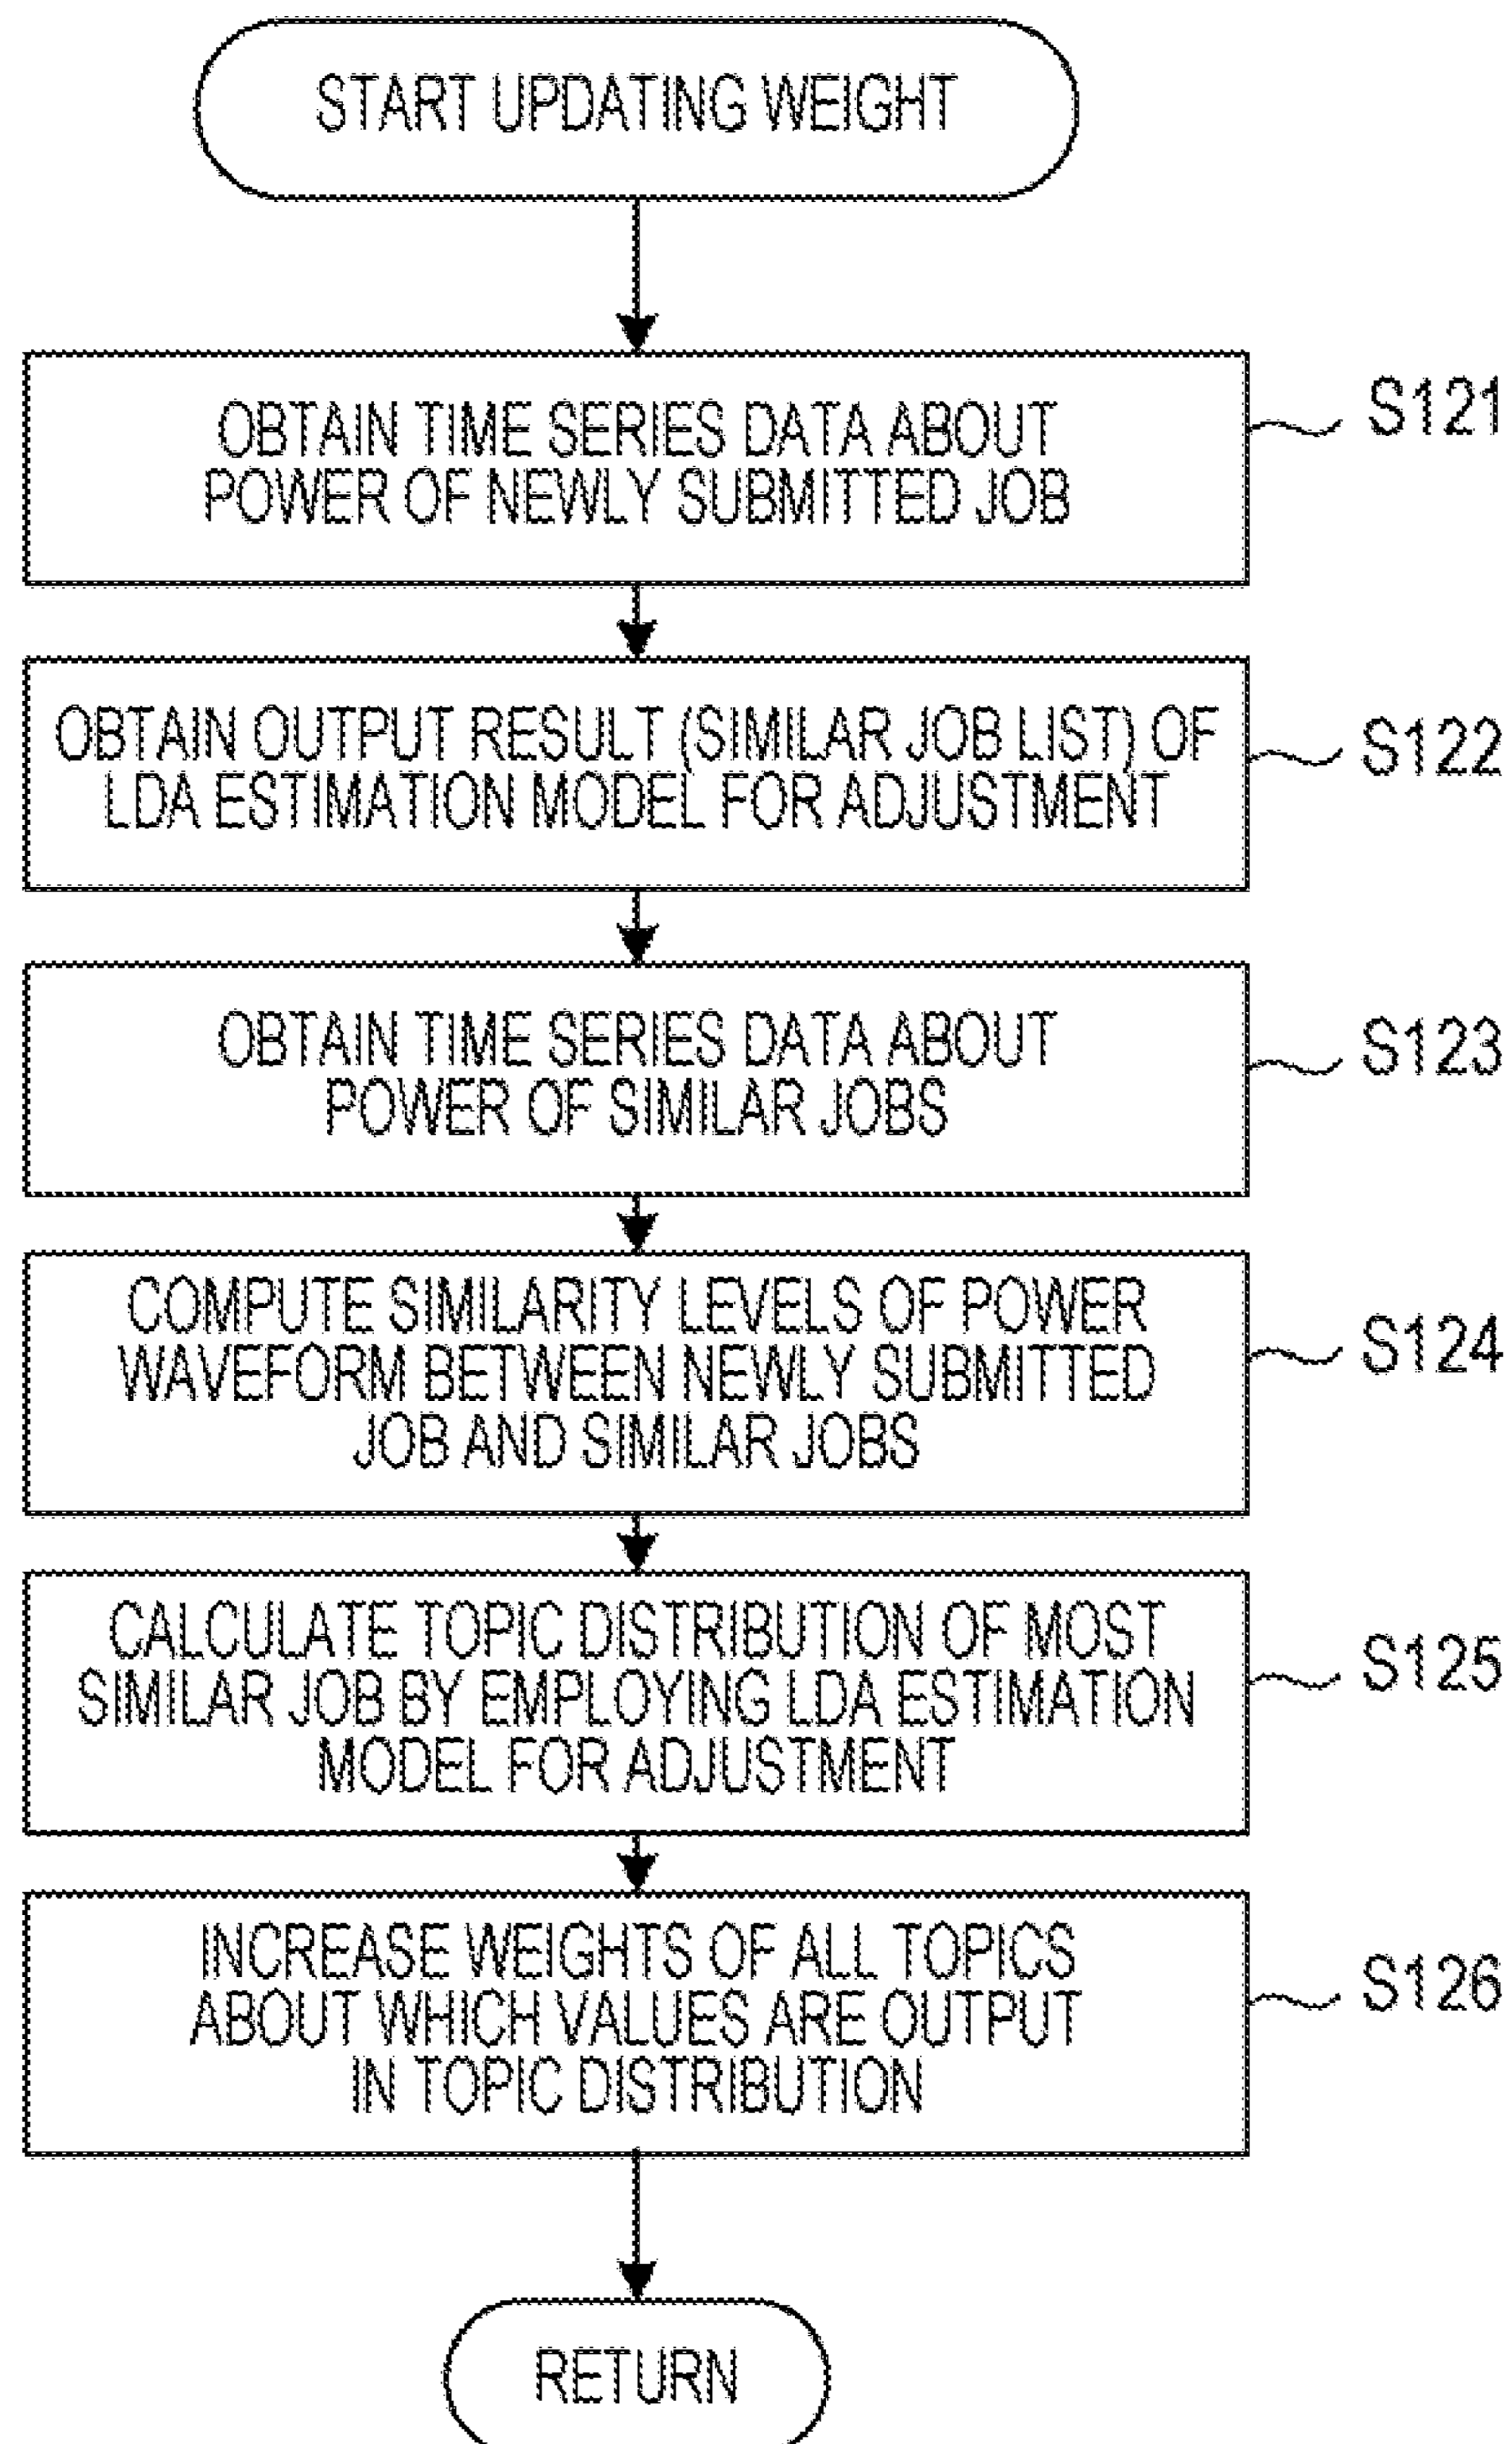 START UPDATING WEIGHT
OBTAIN TIME SERIES DATA ABOUT
POWER OF NEWLY SUBMITTED JOB
S121
OBTAIN OUTPUT RESULT (SIMILAR JOB LIST) OF
LDA ESTIMATION MODEL FOR ADJUSTMENT
S122
OBTAIN TIME SERIES DATA ABOUT
POWER OF SIMILAR JOBS
S123
COMPUTE SIMILARITY LEVELS OF POWER
WAVEFORM BETWEEN NEWLY SUBMITTED
JOB AND SIMILAR JOBS
S124
CALCULATE TOPIC DISTRIBUTION OF MOST
SIMILAR JOB BY EMPLOYING LDA ESTIMATION
MODEL FOR ADJUSTMENT
S125
INCREASE WEIGHTS OF ALL TOPICS
ABOUT WHICH VALUES ARE OUTPUT
IN TOPIC DISTRIBUTION
S126
RETURN